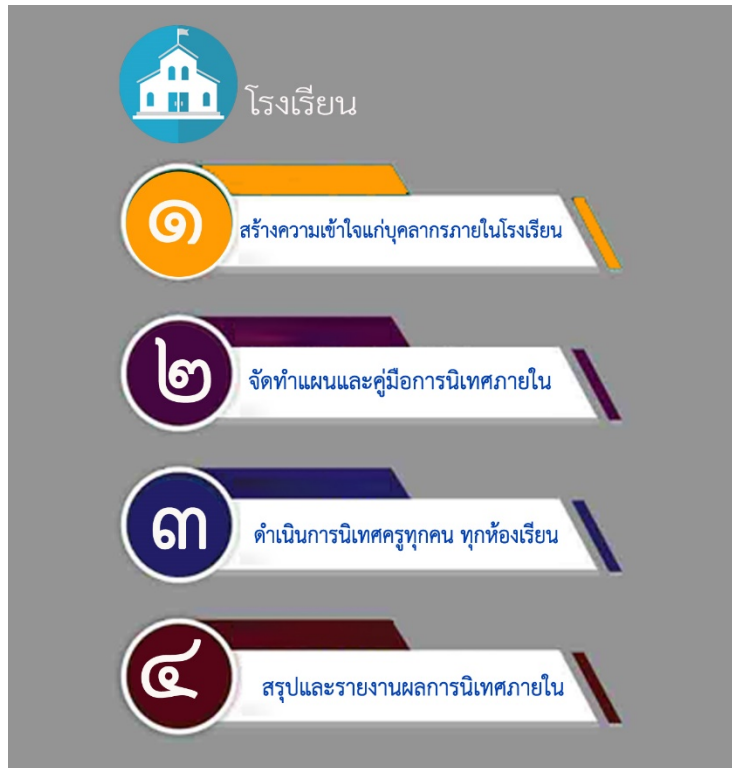 โรงเรียน
๑
สร้างความเข้าใจแก่บุคลากรภายในโรงเรียน
๒
จัดทำแผนและคู่มือการนิเทศภายใน
๓
ดำเนินการนิเทศครูทุกคน ทุกห้องเรียน
๔
สรุปและรายงานผลการนิเทศภายใน